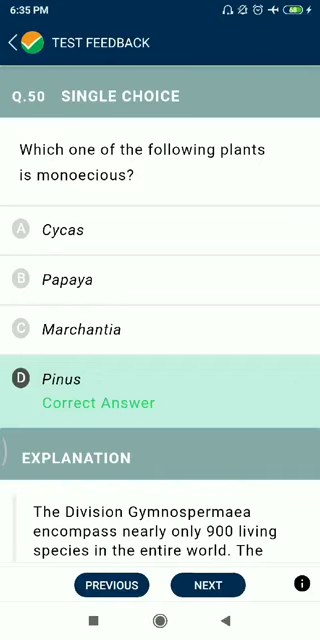 6:35 PM
68
TEST FEEDBACK
Q.50 SINGLE CHOICE
Which one of the following plants
is monoecious?
A Cycas
B Papaya
C Marchantia
D Pinus
Correct Answer
EXPLANATION
The Division Gymnospermaea
encompass nearly only 900 living
species in the entire world. The
PREVIOUS NEXT i